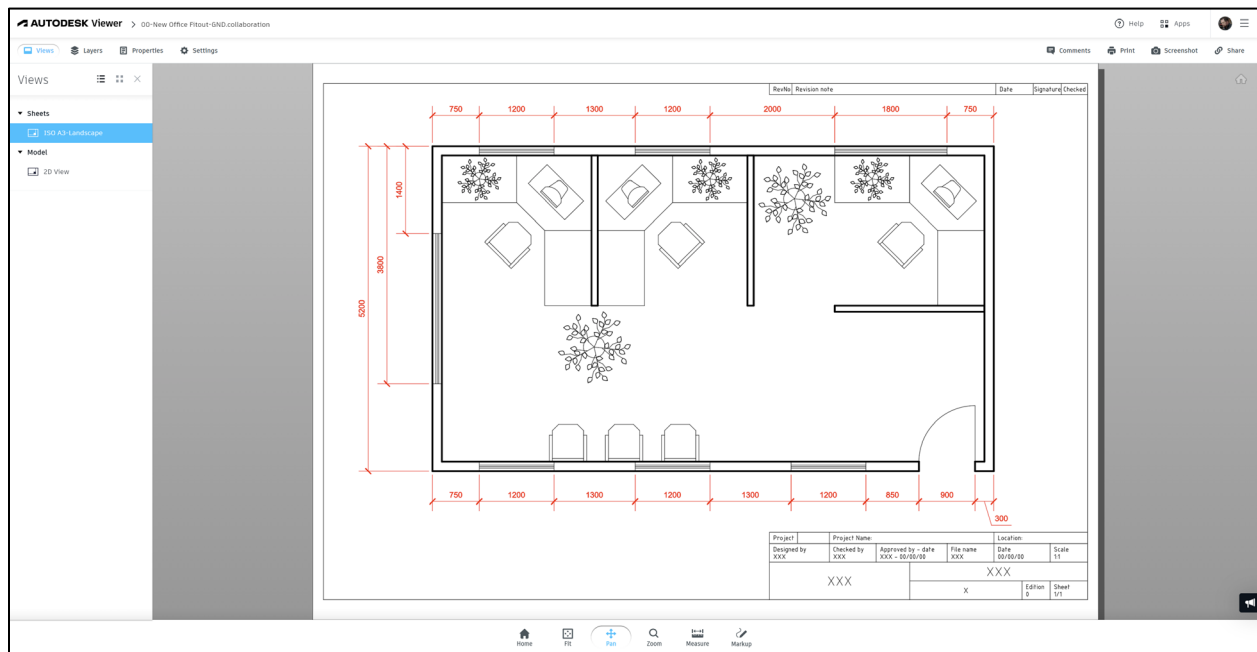 AUTODESK Viewer > 00-New Office Fitout-GND.collaboration
Help Apps
Views Layers Properties Settings
Comments Print Screenshot Share
Views
Sheets
ISO A3-Landscape
Model
2D View
RevNo Revision note Date Signature Checked
750 1200 1300 1200 2000 1800 750
1400
3800
5200
750 1200 1300 1200 1300 1200 850 900
300
Project Project Name: Location:
Designed by Checked by Approved by - date File name Date Scale
XXX XXX XXX - 00/00/00 XXX 00/00/00 1:1
XXX XXX
X Edition Sheet
0 1/1
Home Fit Pan Zoom Measure Markup